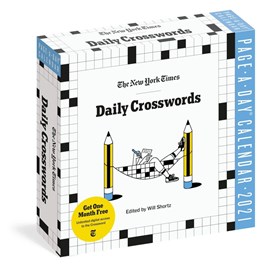 The New York Times
Daily Crosswords
The New York Times
Daily Crosswords
Edited by Will Shortz
Get One
Month Free
PAGE-A-DAY CALENDAR · 2021
The New York Times
Daily Crosswords